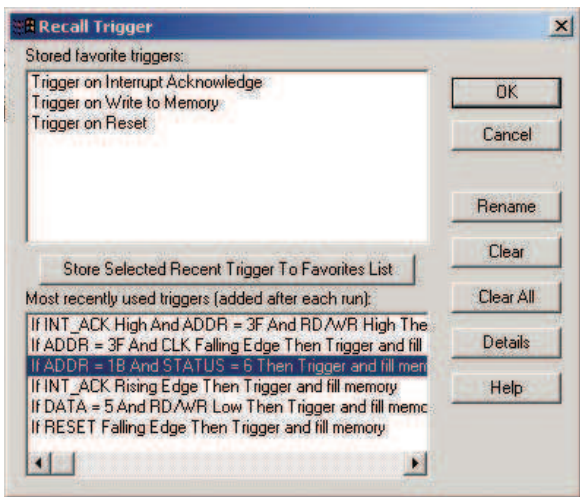 Recall Trigger
Stored favorite triggers:
Trigger on Interrupt Acknowledge
Trigger on Write to Memory
Trigger on Reset
OK
Cancel
Rename
Clear
Clear All
Details
Help
Store Selected Recent Trigger To Favorites List
Most recently used triggers (added after each run):
If INT_ACK High And ADDR = 3F And RD/WR High The
If ADDR = 3F And CLK Falling Edge Then Trigger and fill
If ADDR = 1B And STATUS = 6 Then Trigger and fill mem
If INT_ACK Rising Edge Then Trigger and fill memory
If DATA = 5 And RD/WR Low Then Trigger and fill memo
If RESET Falling Edge Then Trigger and fill memory